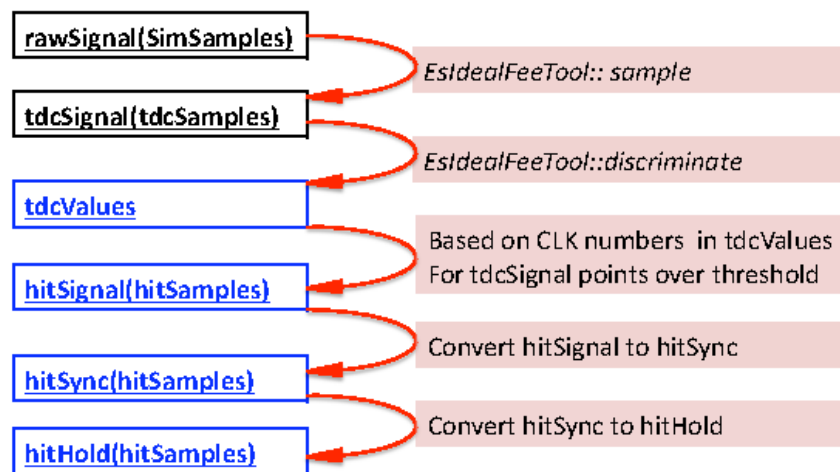 rawSignal(SimSamples)
EsIdealFeeTool:: sample
tdcSignal(tdcSamples)
EsIdealFeeTool::discriminate
tdcValues
Based on CLK numbers in tdcValues
For tdcSignal points over threshold
hitSignal(hitSamples)
Convert hitSignal to hitSync
hitSync(hitSamples)
Convert hitSync to hitHold
hitHold(hitSamples)